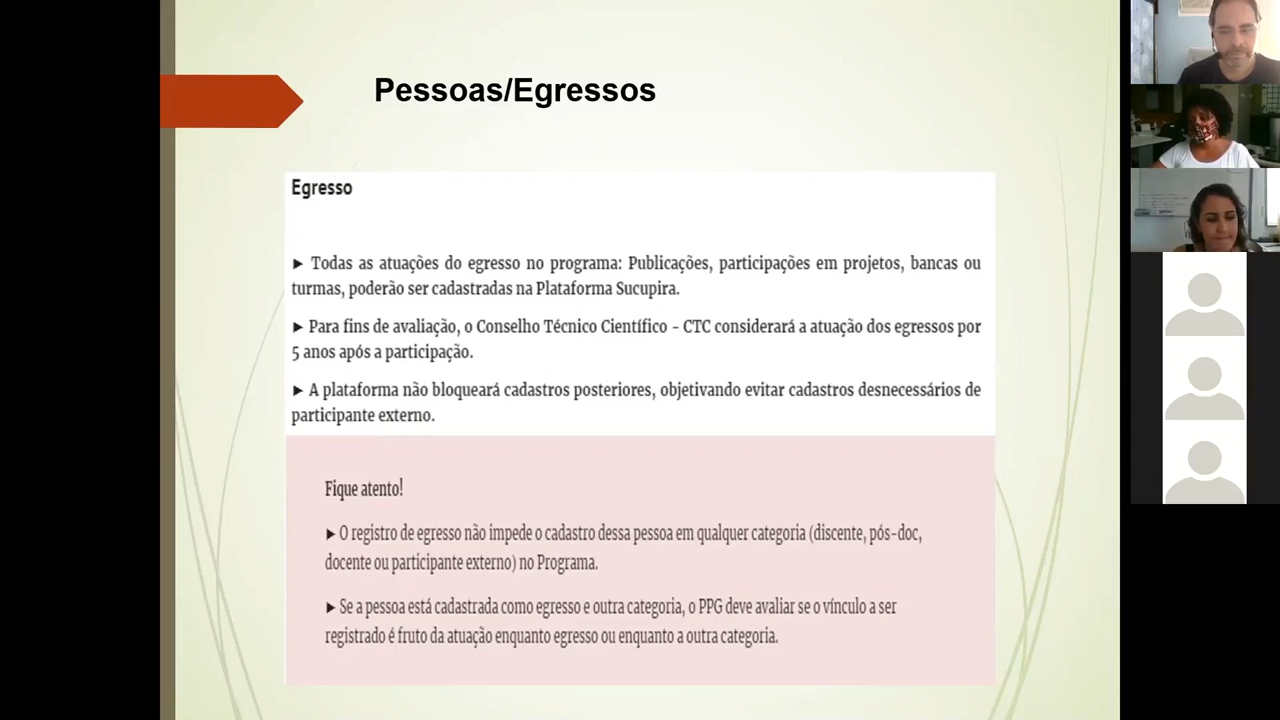 Pessoas/Egressos
Egresso
► Todas as atuações do egresso no programa: Publicações, participações em projetos, bancas ou
turmas, poderão ser cadastradas na Plataforma Sucupira.
► Para fins de avaliação, o Conselho Técnico Científico - CTC considerará a atuação dos egressos por
5 anos após a participação.
► A plataforma não bloqueará cadastros posteriores, objetivando evitar cadastros desnecessários de
participante externo.
Fique atento!
► O registro de egresso não impede o cadastro dessa pessoa em qualquer categoria (discente, pós-doc,
docente ou participante externo) no Programa.
► Se a pessoa está cadastrada como egresso e outra categoria, o PPG deve avaliar se o vínculo a ser
registrado é fruto da atuação enquanto egresso ou enquanto a outra categoria.